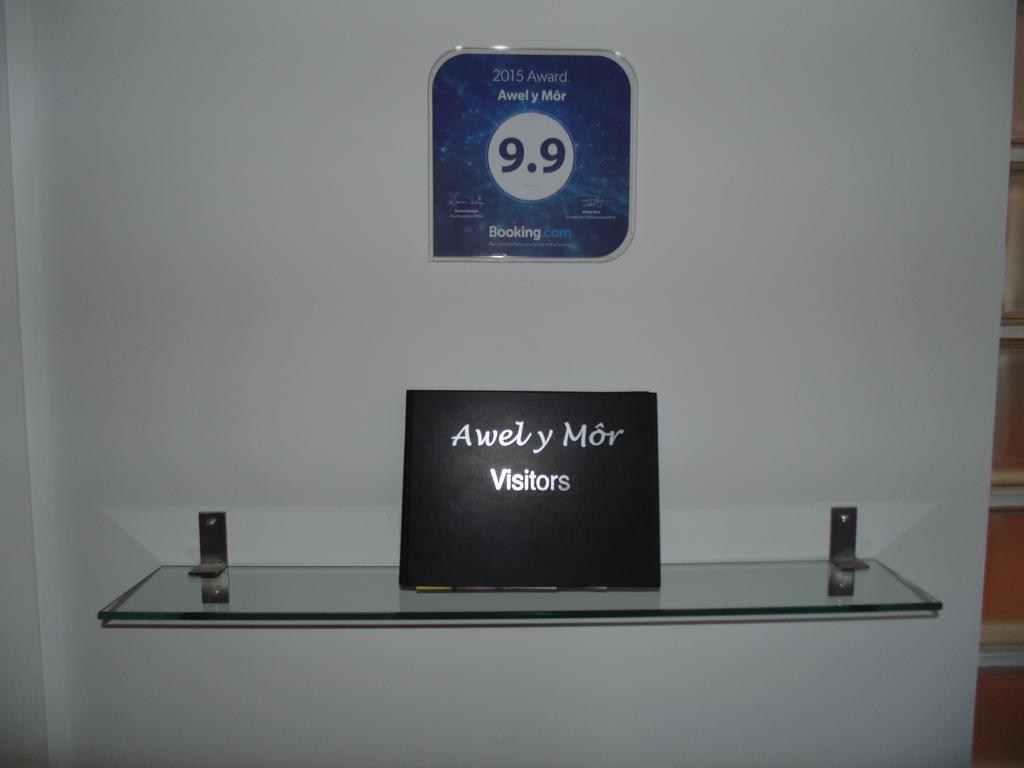 2015 Award
Awel y Môr
9.9
Booking.com
Awel y Môr
Visitors